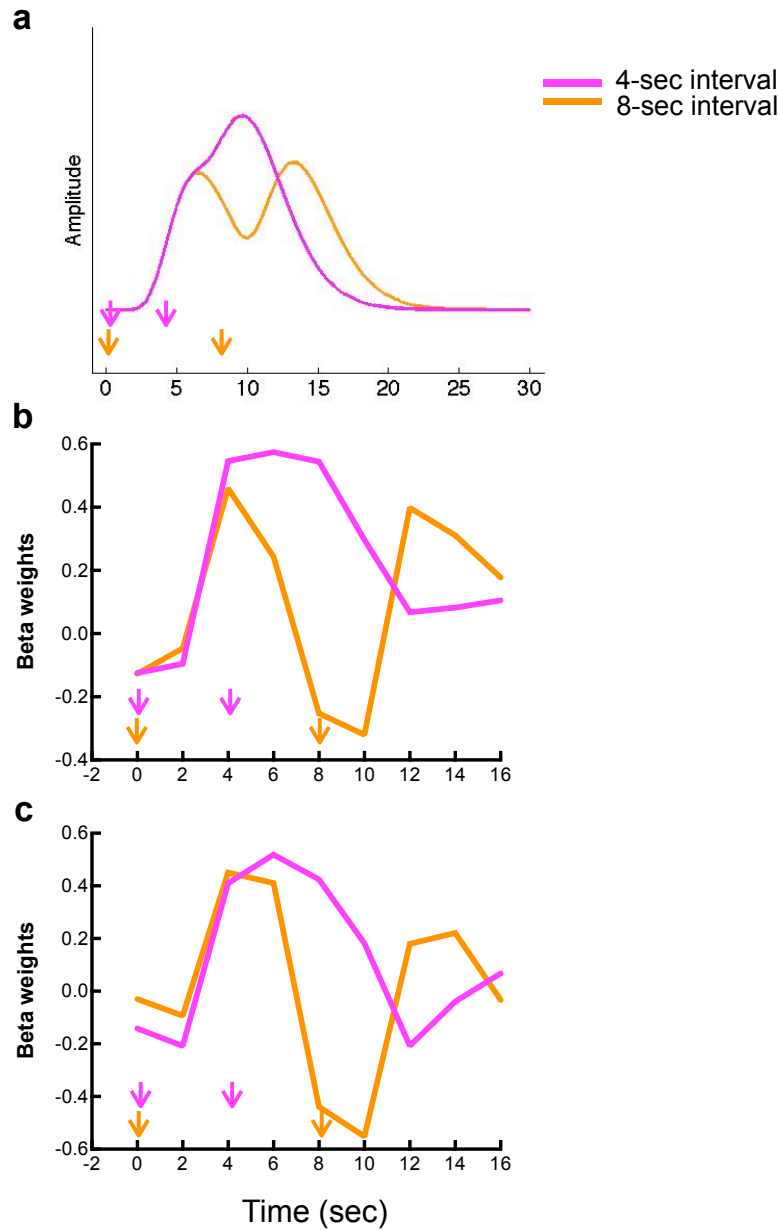 a
4-sec interval
8-sec interval
Amplitude
0 5 10 15 20 25 30
b
0.6
0.4
0.2
0.0
-0.2
-0.4
Beta weights
-2 0 2 4 6 8 10 12 14 16
c
0.6
0.4
0.2
0.0
-0.2
-0.4
-0.6
Beta weights
-2 0 2 4 6 8 10 12 14 16
Time (sec)